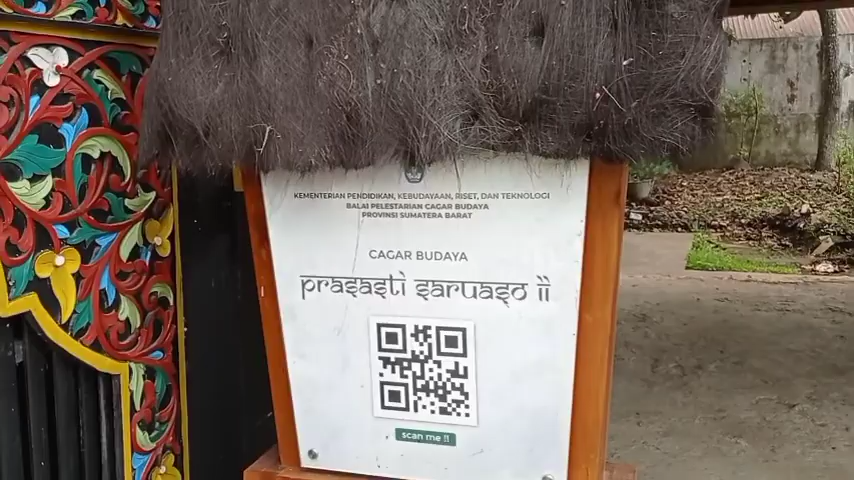 KEMENTERIAN PENDIDIKAN, KEBUDAYAAN, RISET, DAN TEKNOLOGI
BALAI PELESTARIAN CAGAR BUDAYA
PROVINSI SUMATERA BARAT
CAGAR BUDAYA
prasasti saruaso ii
scan me !!